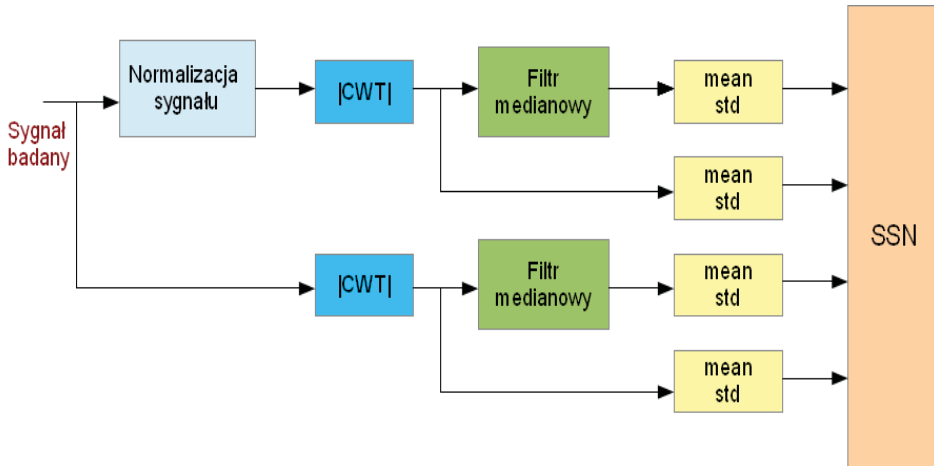 Normalizacja
sygnału
|CWT|
Filtr
medianowy
mean
std
Sygnał
badany
mean
std
SSN
|CWT|
Filtr
medianowy
mean
std
mean
std